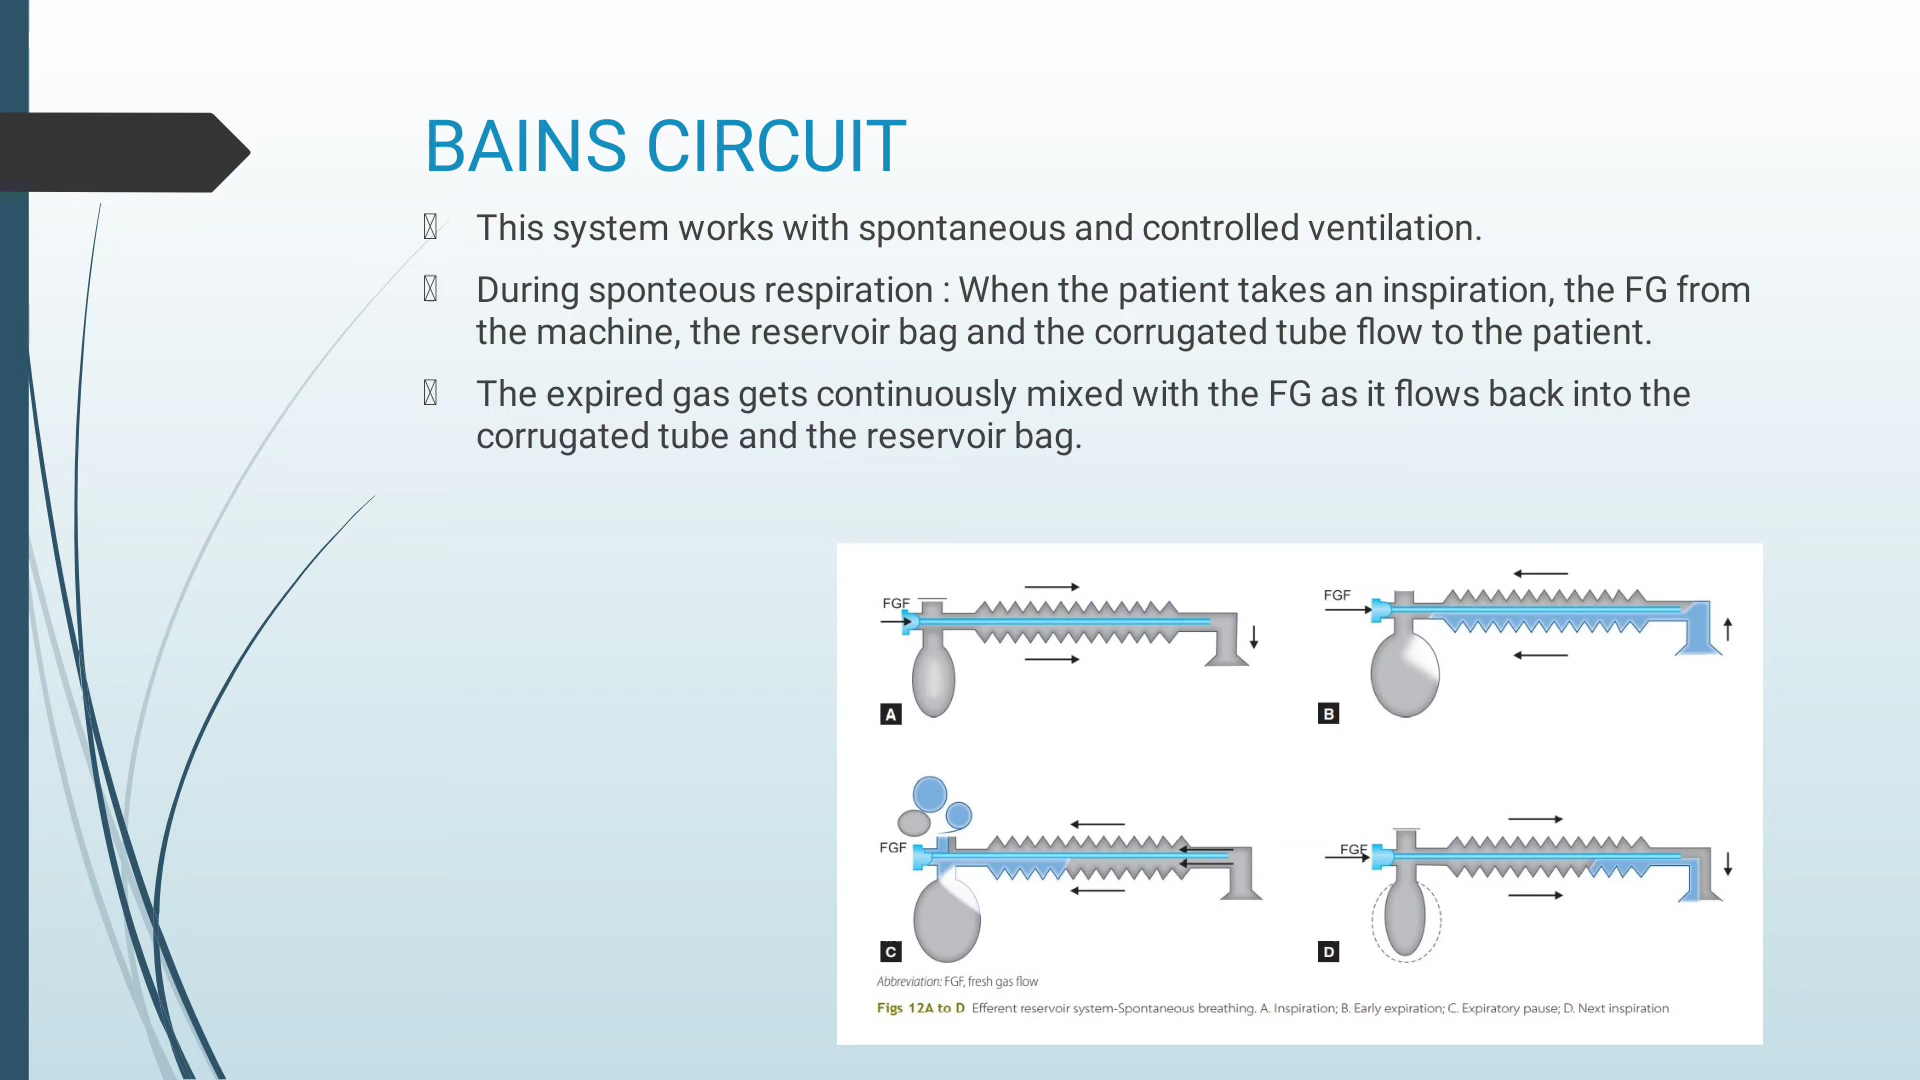 BAINS CIRCUIT
This system works with spontaneous and controlled ventilation.
During sponteous respiration : When the patient takes an inspiration, the FG from
the machine, the reservoir bag and the corrugated tube flow to the patient.
The expired gas gets continuously mixed with the FG as it flows back into the
corrugated tube and the reservoir bag.
FGF
A
FGF
B
FGF
C
FGF
D
Abbreviation: FGF, fresh gas flow
Figs 12A to D Efferent reservoir system-Spontaneous breathing. A. Inspiration; B. Early expiration; C. Expiratory pause; D. Next inspiration